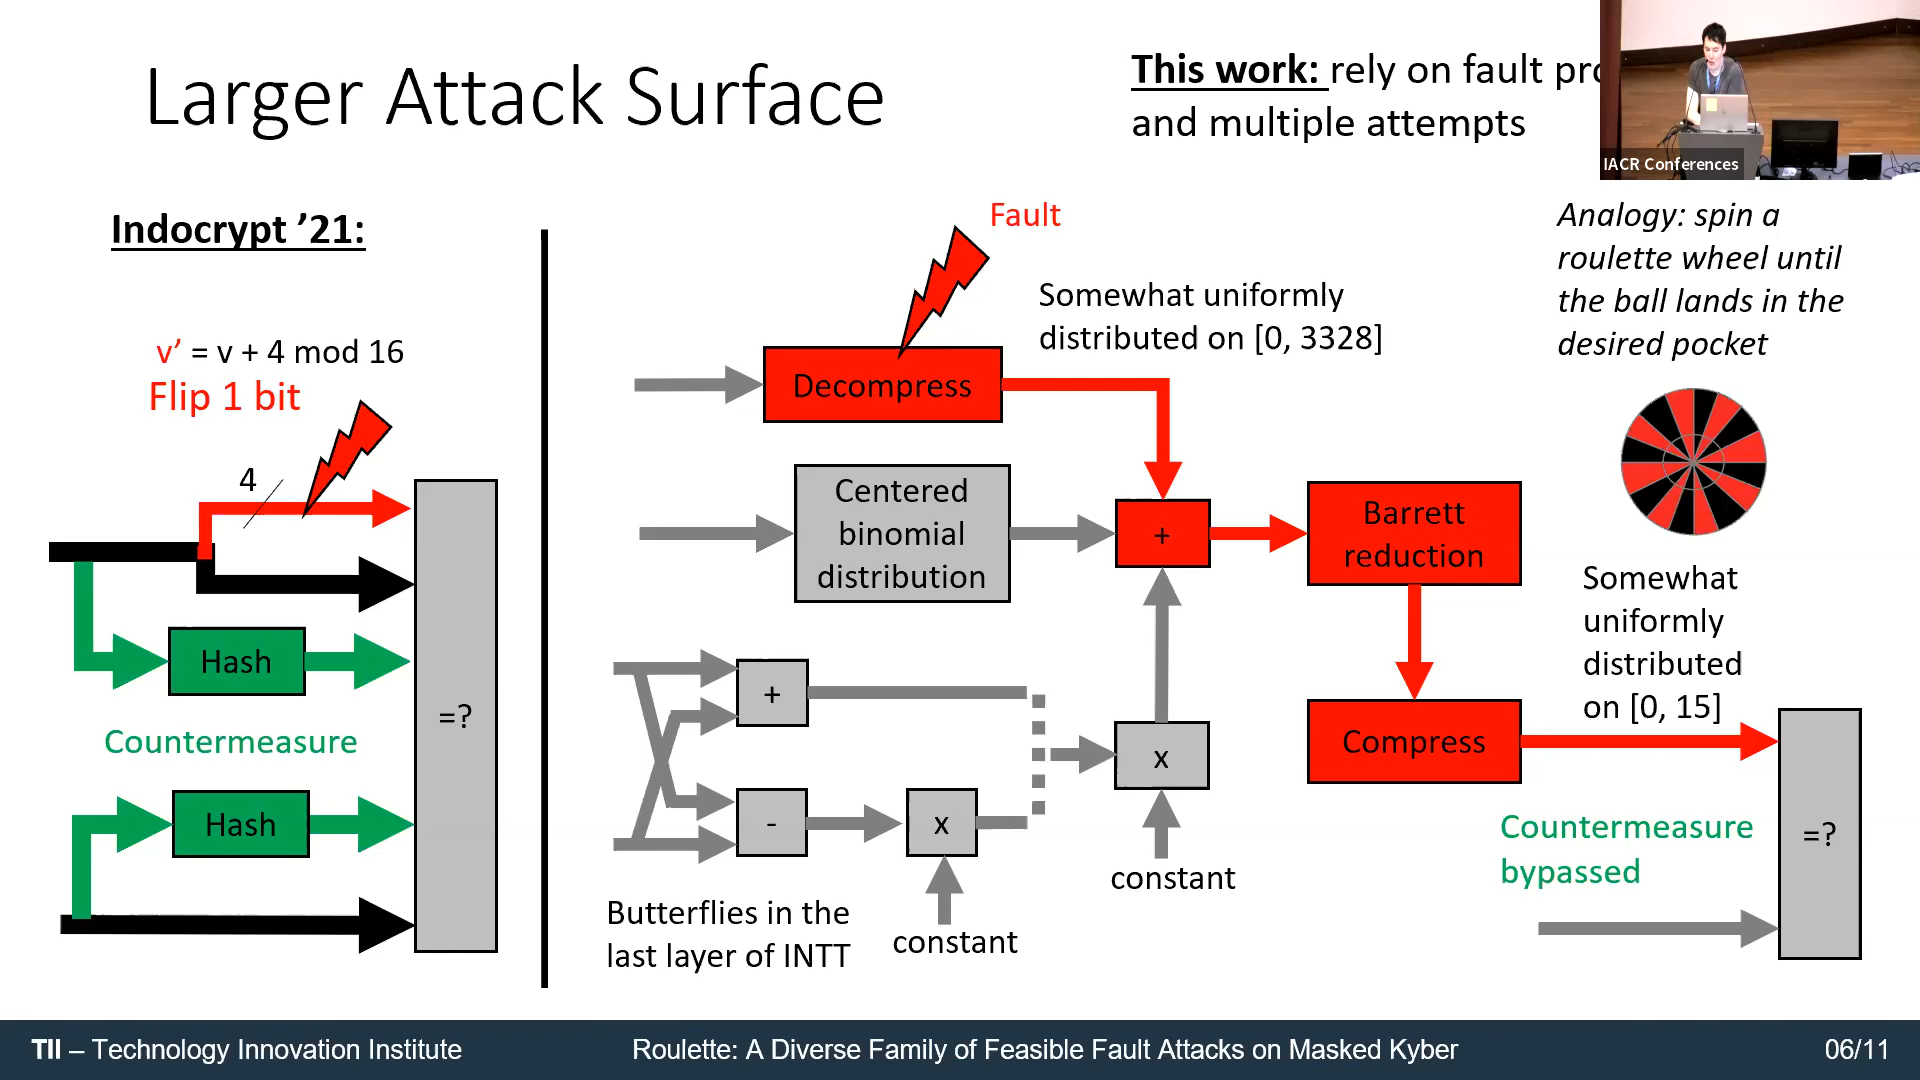 Larger Attack Surface
This work: rely on fault
and multiple attempts
IACR Conferences
Indocrypt ’21:
v’ = v + 4 mod 16
Flip 1 bit
4
Hash
Countermeasure
Hash
=?
Fault
Somewhat uniformly
distributed on [0, 3328]
Decompress
Centered
binomial
distribution
+
Barrett
reduction
+
-
x
x
constant
constant
Butterflies in the
last layer of INTT
Compress
Analogy: spin a
roulette wheel until
the ball lands in the
desired pocket
Somewhat
uniformly
distributed
on [0, 15]
Countermeasure
bypassed
=?
TII – Technology Innovation Institute
Roulette: A Diverse Family of Feasible Fault Attacks on Masked Kyber
06/11